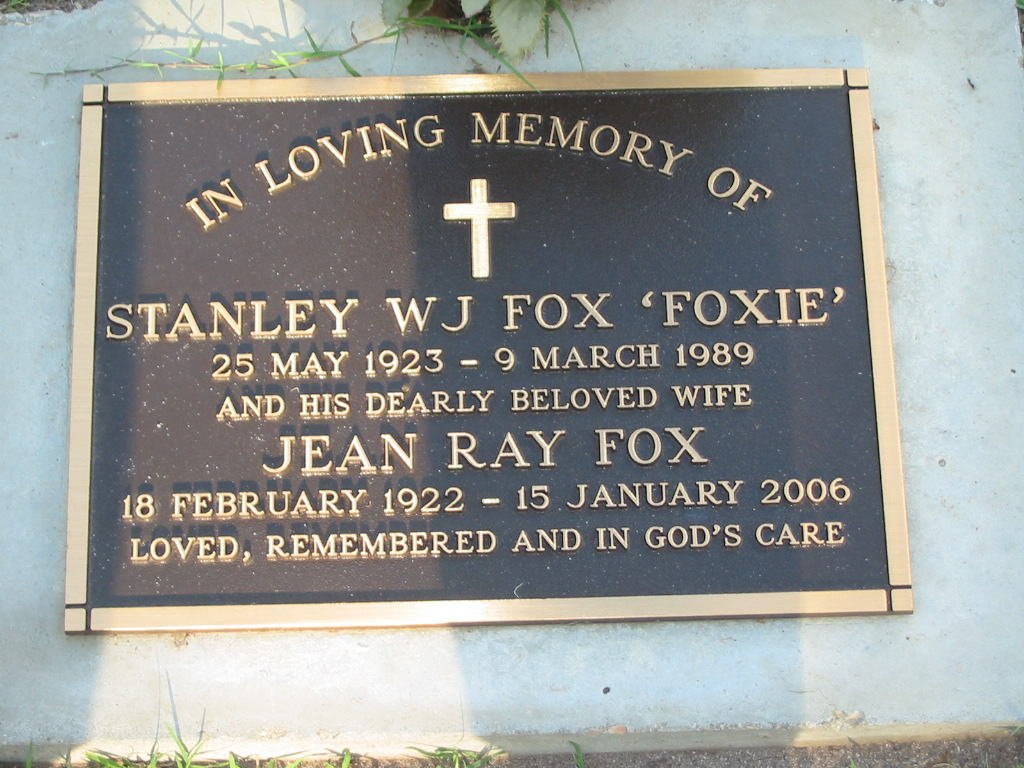 IN LOVING MEMORY OF
STANLEY WJ FOX ‘FOXIE’
25 MAY 1923 – 9 MARCH 1989
AND HIS DEARLY BELOVED WIFE
JEAN RAY FOX
18 FEBRUARY 1922 – 15 JANUARY 2006
LOVED, REMEMBERED AND IN GOD’S CARE